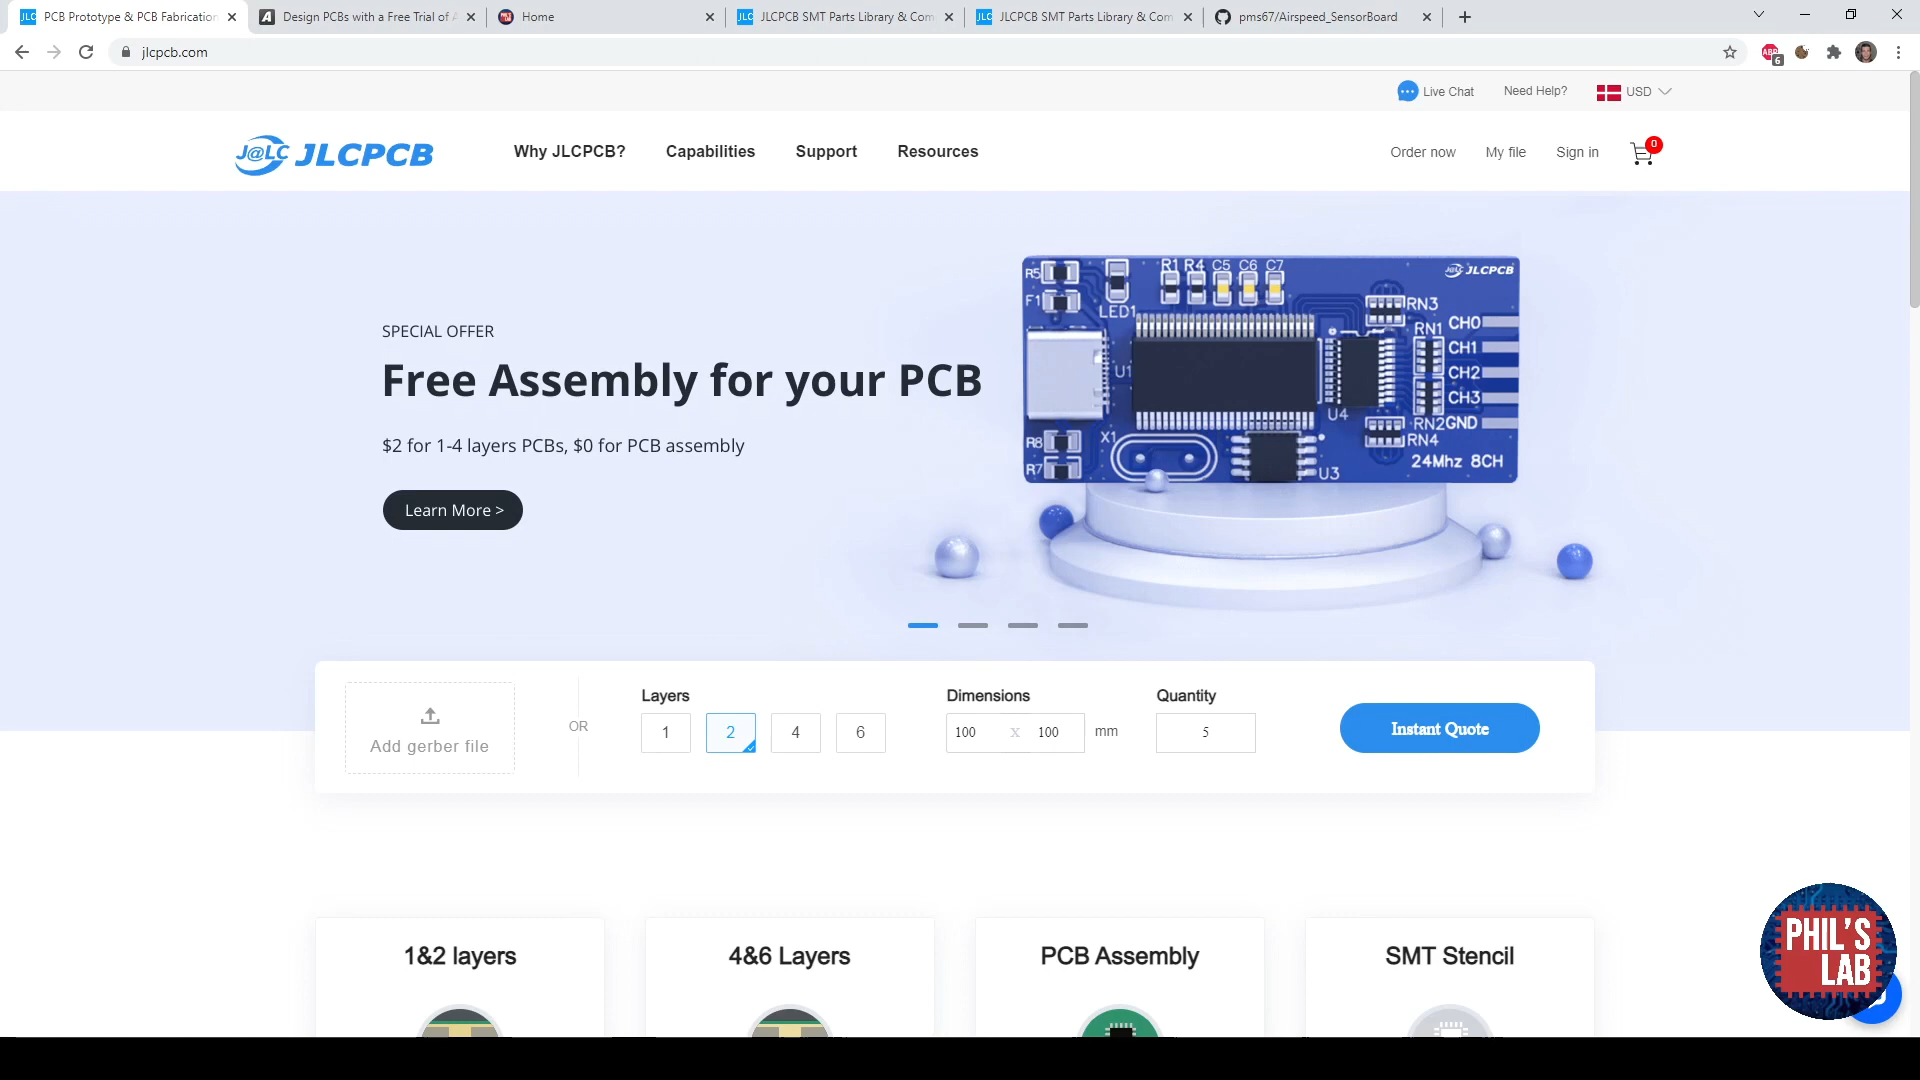 PCB Prototype & PCB Fabrication
Design PCBs with a Free Trial of A
Home
JLCPCB SMT Parts Library & Com
JLCPCB SMT Parts Library & Com
pms67/Airspeed_SensorBoard
jlcpcb.com
ABP
6
Live Chat
Need Help?
USD
J@LC JLCPCB
Why JLCPCB?
Capabilities
Support
Resources
Order now
My file
Sign in
0
SPECIAL OFFER
Free Assembly for your PCB
$2 for 1-4 layers PCBs, $0 for PCB assembly
Learn More >
R5
F1
LED1
R1 R4 C5 C6 C7
J@LC JLCPCB
RN3
CH0
RN1
CH1
U1
CH2
CH3
U4
RN2 GND
R8
X1
RN4
R7
U3
24Mhz 8CH
Add gerber file
OR
Layers
1
2
4
6
Dimensions
100 x 100 mm
Quantity
5
Instant Quote
1&2 layers
4&6 Layers
PCB Assembly
SMT Stencil
PHIL'S
LAB